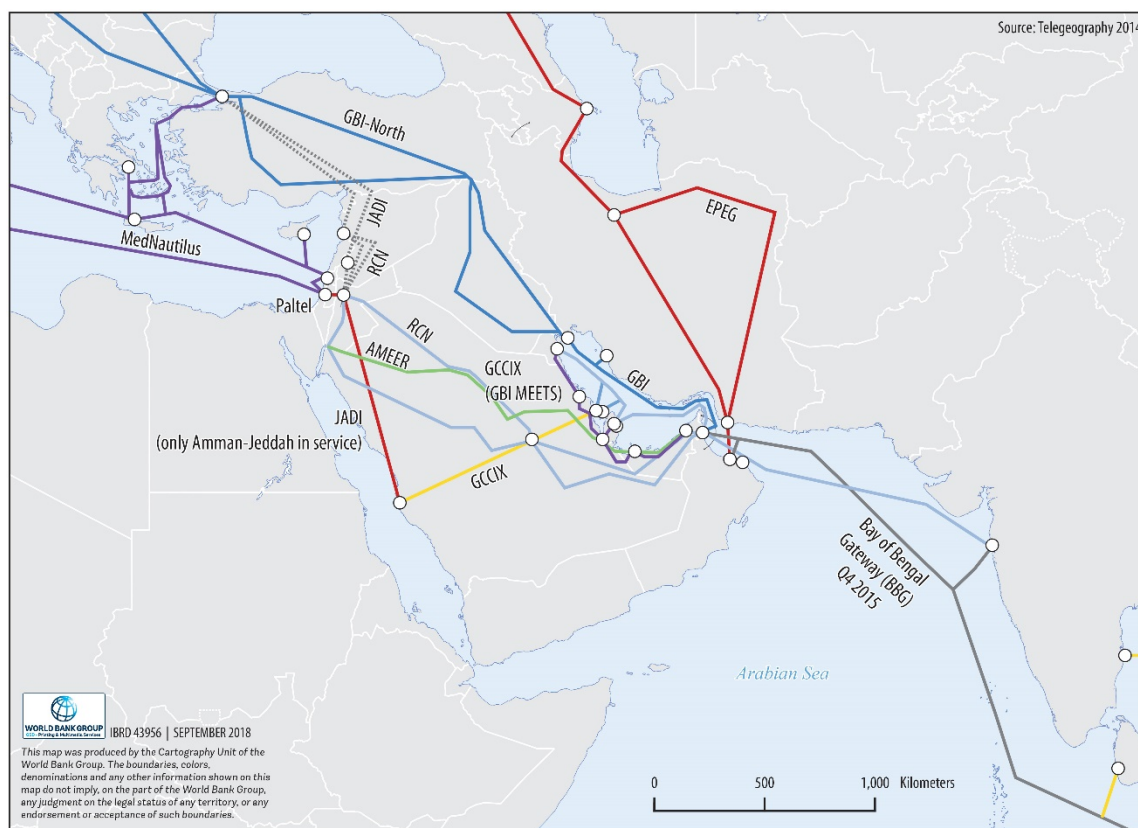 Source: Telegeography 2014
GBI-North
EPEG
JADI
MedNautilus
RCN
Paltel
RCN
AMEER
GCCIX
(GBI MEETS)
GBI
JADI
(only Amman-Jeddah in service)
GCCIX
Bay of Bengal
Gateway (BBG)
Q4 2015
Arabian Sea
WORLD BANK GROUP
GSD - Printing & Multimedia Services
IBRD 43956 | SEPTEMBER 2018
This map was produced by the Cartography Unit of the
World Bank Group. The boundaries, colors,
denominations and any other information shown on this
map do not imply, on the part of the World Bank Group,
any judgment on the legal status of any territory, or any
endorsement or acceptance of such boundaries.
0 500 1,000 Kilometers